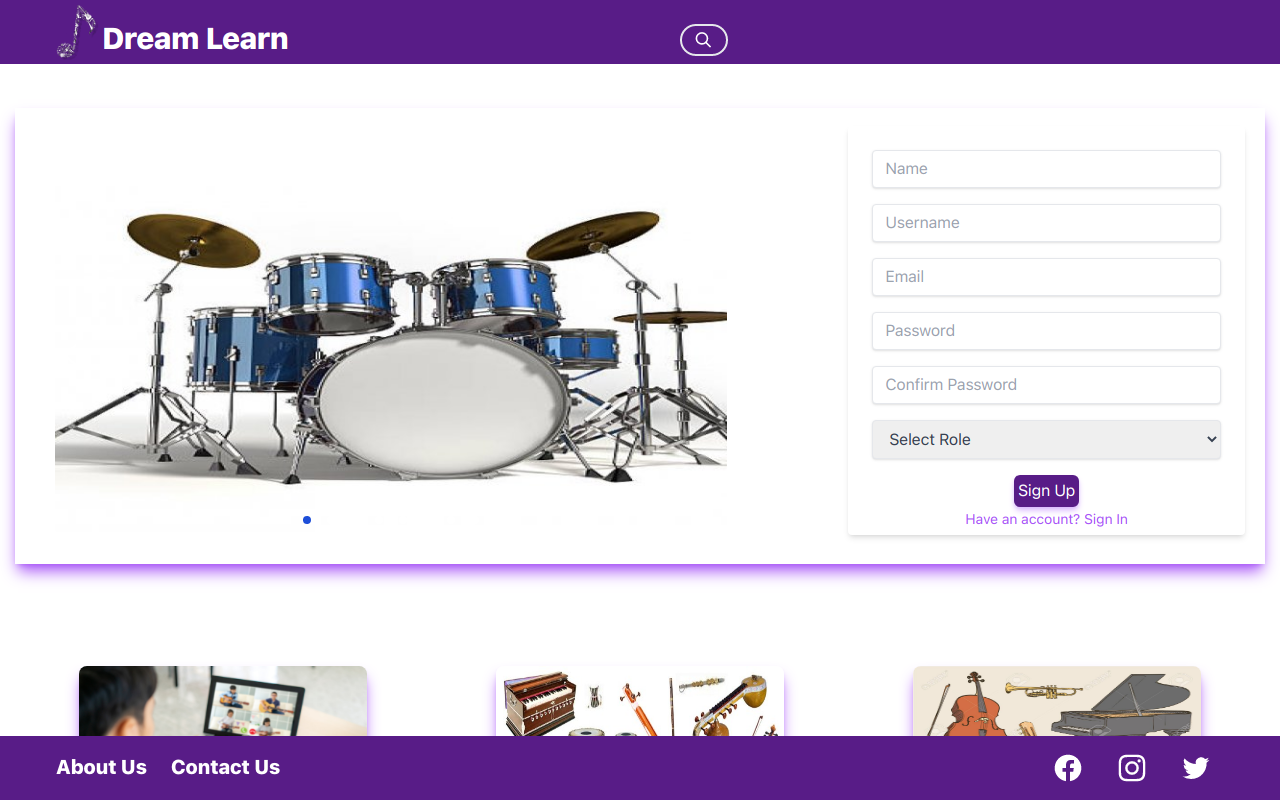 Dream Learn
Name
Username
Email
Password
Confirm Password
Select Role
Sign Up
Have an account? Sign In
About Us
Contact Us